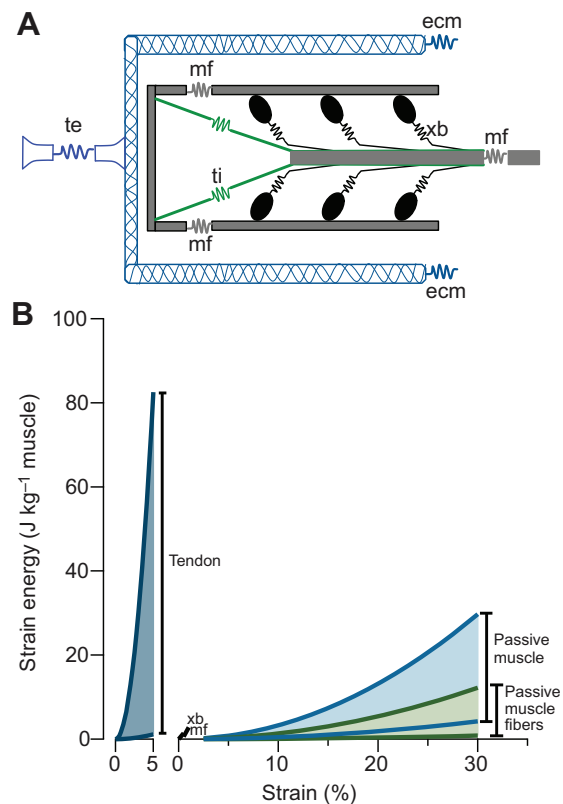 A
ecm
mf
te
xb
mf
ti
mf
ecm
B
100
80
60
40
20
0
Strain energy (J kg⁻¹ muscle)
Tendon
Passive
muscle
Passive
muscle
fibers
xb
mf
0
5
0
10
20
30
Strain (%)